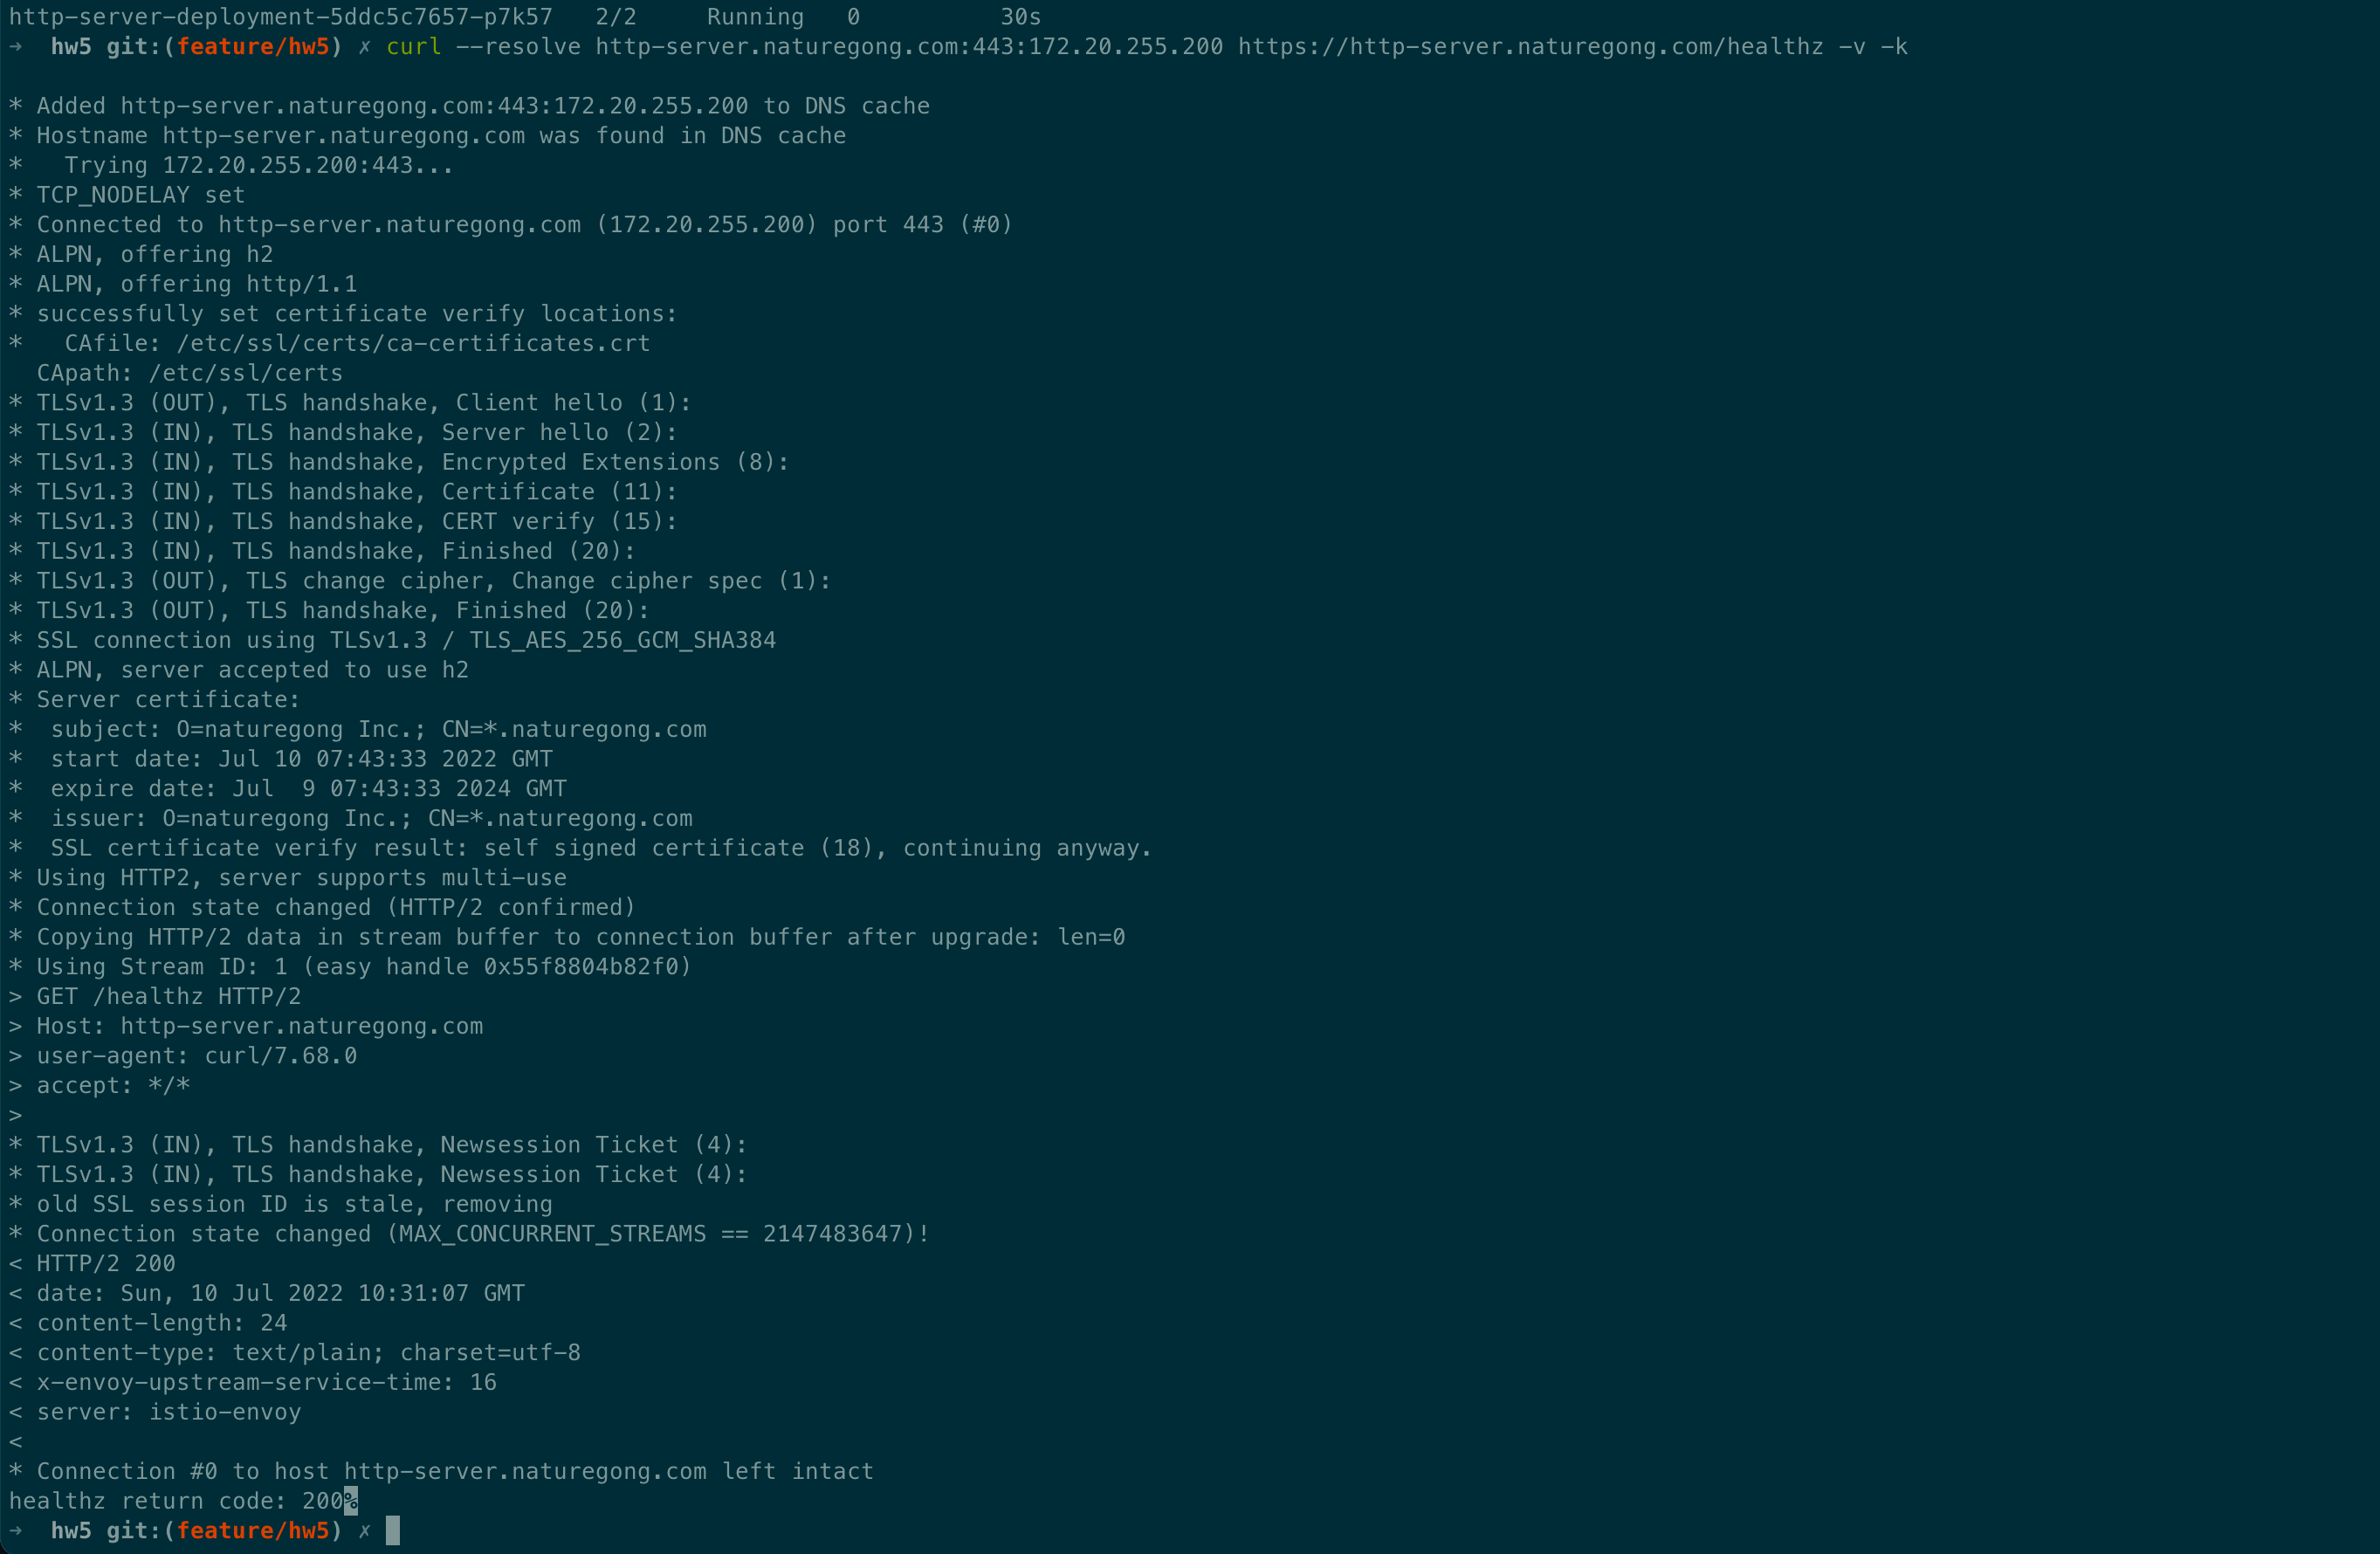 http-server-deployment-5ddc5c7657-p7k57   2/2     Running   0          30s
→  hw5 git:(feature/hw5) ✗ curl --resolve http-server.naturegong.com:443:172.20.255.200 https://http-server.naturegong.com/healthz -v -k
* Added http-server.naturegong.com:443:172.20.255.200 to DNS cache
* Hostname http-server.naturegong.com was found in DNS cache
*   Trying 172.20.255.200:443...
* TCP_NODELAY set
* Connected to http-server.naturegong.com (172.20.255.200) port 443 (#0)
* ALPN, offering h2
* ALPN, offering http/1.1
* successfully set certificate verify locations:
*   CAfile: /etc/ssl/certs/ca-certificates.crt
  CApath: /etc/ssl/certs
* TLSv1.3 (OUT), TLS handshake, Client hello (1):
* TLSv1.3 (IN), TLS handshake, Server hello (2):
* TLSv1.3 (IN), TLS handshake, Encrypted Extensions (8):
* TLSv1.3 (IN), TLS handshake, Certificate (11):
* TLSv1.3 (IN), TLS handshake, CERT verify (15):
* TLSv1.3 (IN), TLS handshake, Finished (20):
* TLSv1.3 (OUT), TLS change cipher, Change cipher spec (1):
* TLSv1.3 (OUT), TLS handshake, Finished (20):
* SSL connection using TLSv1.3 / TLS_AES_256_GCM_SHA384
* ALPN, server accepted to use h2
* Server certificate:
*  subject: O=naturegong Inc.; CN=*.naturegong.com
*  start date: Jul 10 07:43:33 2022 GMT
*  expire date: Jul  9 07:43:33 2024 GMT
*  issuer: O=naturegong Inc.; CN=*.naturegong.com
*  SSL certificate verify result: self signed certificate (18), continuing anyway.
* Using HTTP2, server supports multi-use
* Connection state changed (HTTP/2 confirmed)
* Copying HTTP/2 data in stream buffer to connection buffer after upgrade: len=0
* Using Stream ID: 1 (easy handle 0x55f8804b82f0)
> GET /healthz HTTP/2
> Host: http-server.naturegong.com
> user-agent: curl/7.68.0
> accept: */*
>
* TLSv1.3 (IN), TLS handshake, Newsession Ticket (4):
* TLSv1.3 (IN), TLS handshake, Newsession Ticket (4):
* old SSL session ID is stale, removing
* Connection state changed (MAX_CONCURRENT_STREAMS == 2147483647)!
< HTTP/2 200
< date: Sun, 10 Jul 2022 10:31:07 GMT
< content-length: 24
< content-type: text/plain; charset=utf-8
< x-envoy-upstream-service-time: 16
< server: istio-envoy
<
* Connection #0 to host http-server.naturegong.com left intact
healthz return code: 200%
→  hw5 git:(feature/hw5) ✗